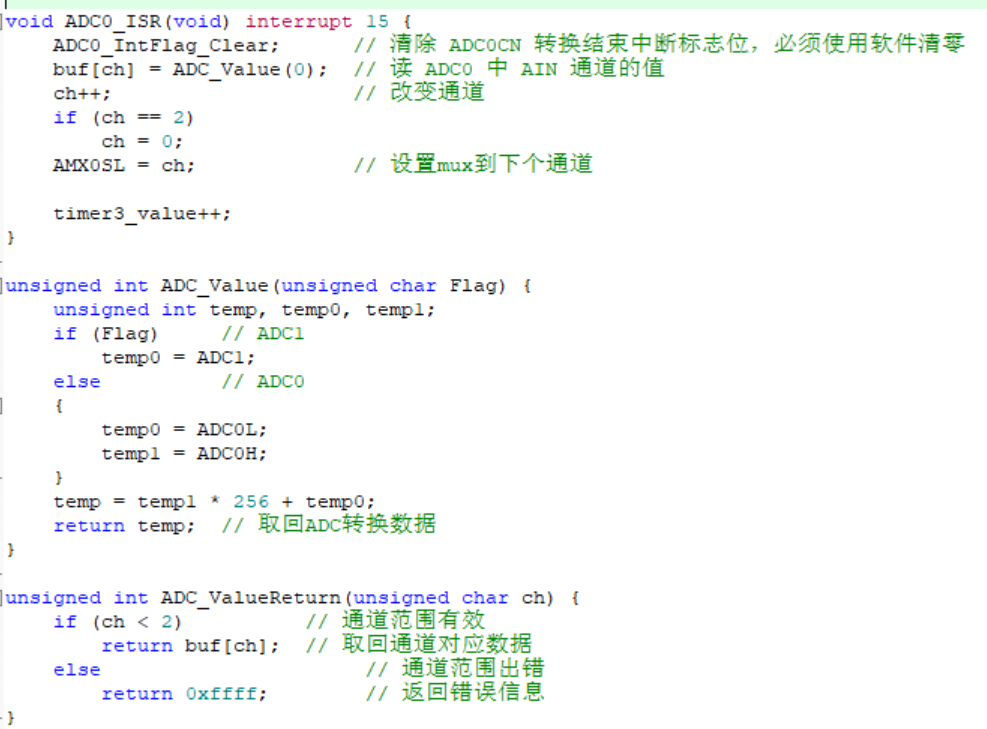 void ADC0_ISR(void) interrupt 15 {
    ADC0_IntFlag_Clear;      // 清除 ADC0CN 转换结束中断标志位，必须使用软件清零
    buf[ch] = ADC_Value(0);  // 读 ADC0 中 AIN 通道的值
    ch++;                    // 改变通道
    if (ch == 2)
        ch = 0;
    AMX0SL = ch;             // 设置mux到下个通道
    timer3_value++;
}
unsigned int ADC_Value(unsigned char Flag) {
    unsigned int temp, temp0, temp1;
    if (Flag)     // ADC1
        temp0 = ADC1;
    else          // ADC0
    {
        temp0 = ADC0L;
        temp1 = ADC0H;
    }
    temp = temp1 * 256 + temp0;
    return temp;  // 取回ADC转换数据
}
unsigned int ADC_ValueReturn(unsigned char ch) {
    if (ch < 2)          // 通道范围有效
        return buf[ch];  // 取回通道对应数据
    else                      // 通道范围出错
        return 0xffff;        // 返回错误信息
}